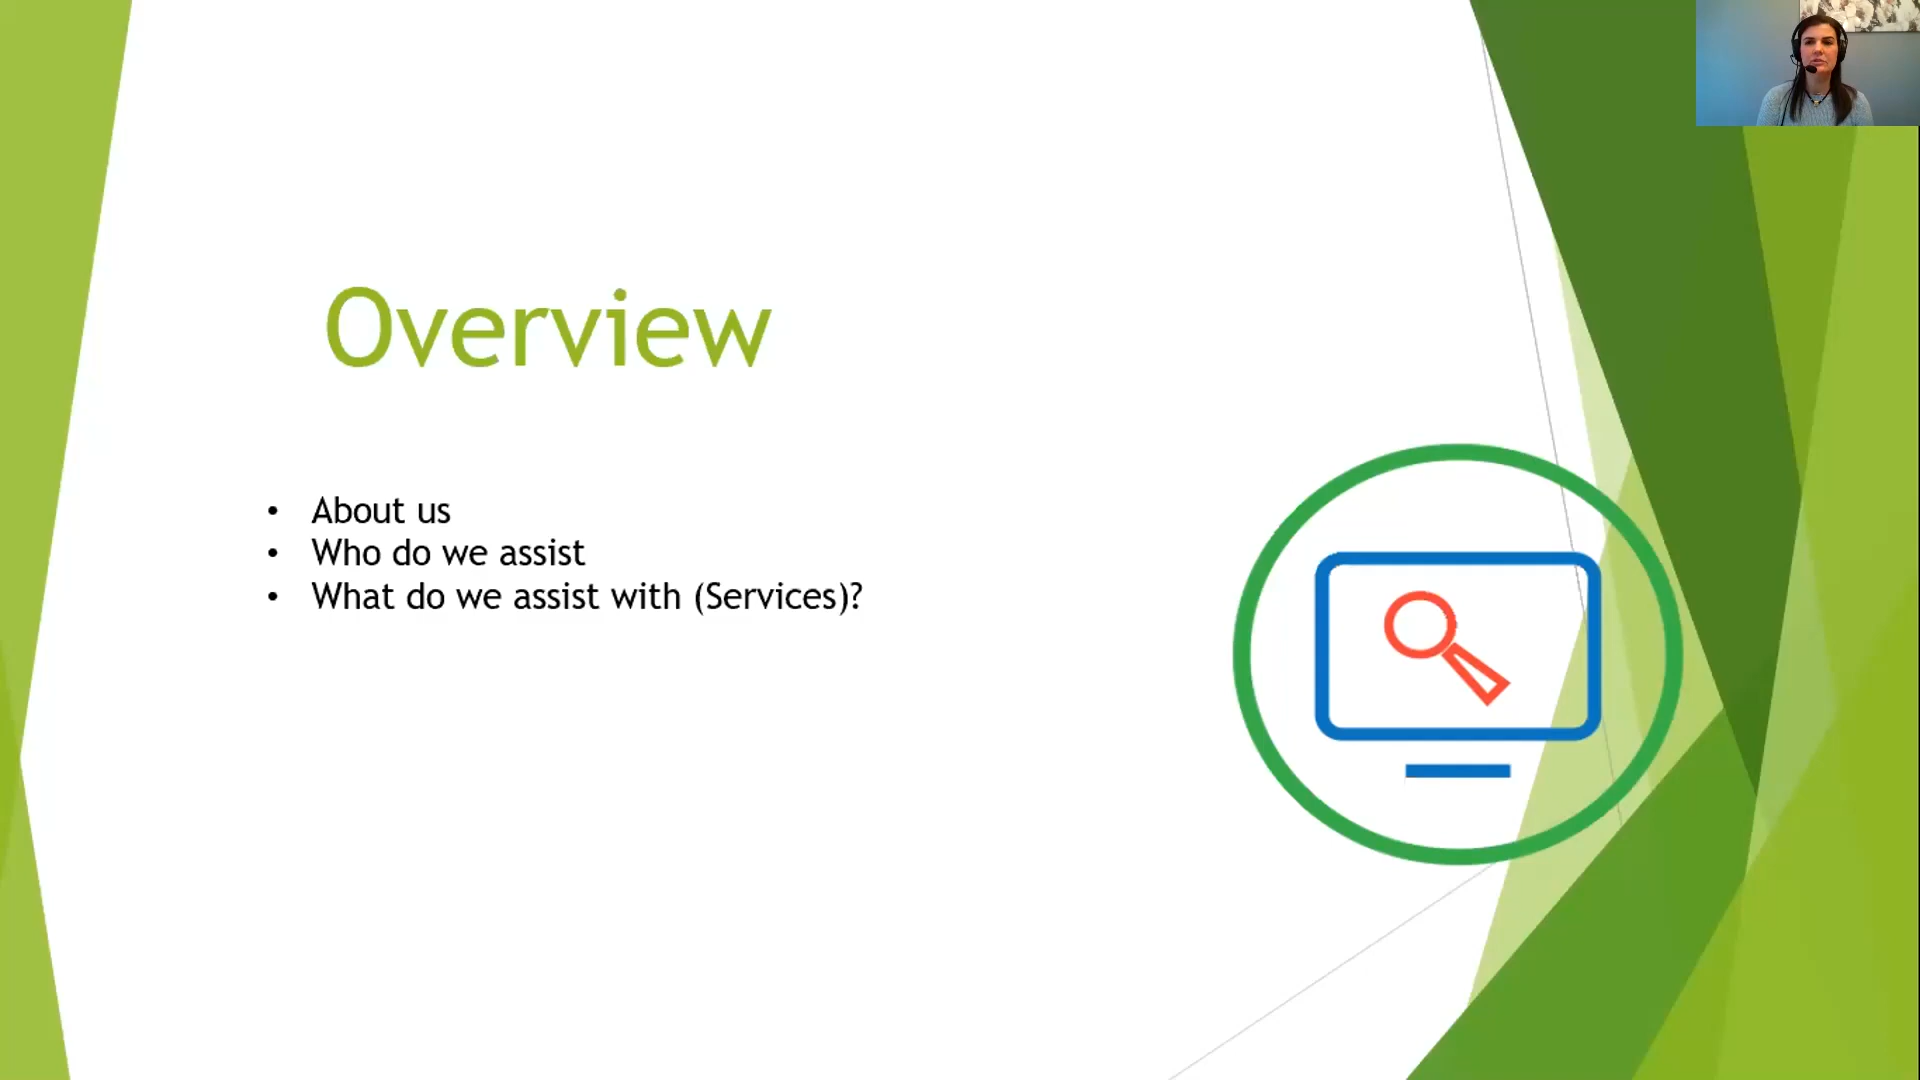 Overview
• About us
• Who do we assist
• What do we assist with (Services)?